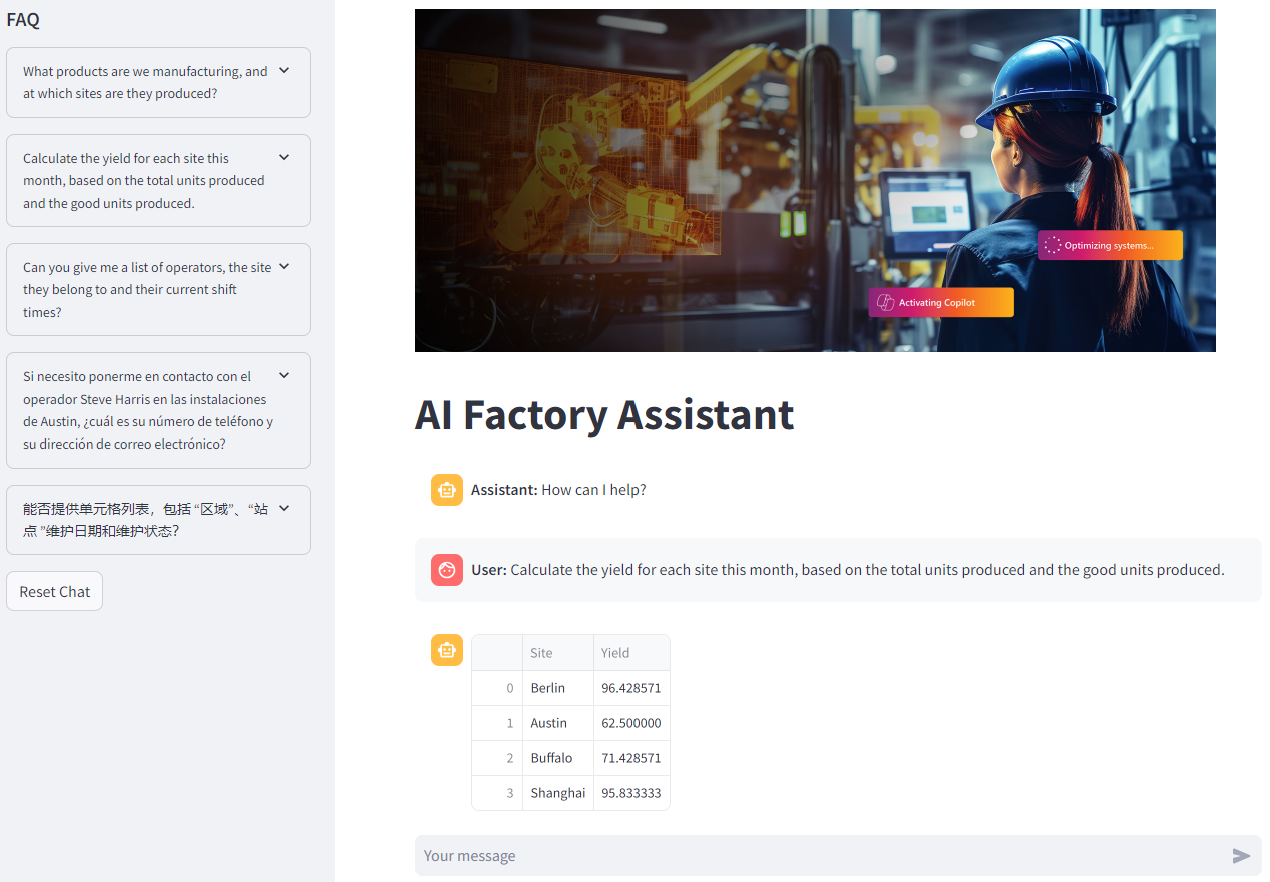 FAQ
What products are we manufacturing, and
at which sites are they produced?
Calculate the yield for each site this
month, based on the total units produced
and the good units produced.
Can you give me a list of operators, the site
they belong to and their current shift
times?
Si necesito ponerme en contacto con el
operador Steve Harris en las instalaciones
de Austin, ¿cuál es su número de teléfono y
su dirección de correo electrónico?
能否提供单元格列表，包括 “区域”、“站
点 ”维护日期和维护状态?
Reset Chat
Optimizing systems...
Activating Copilot
AI Factory Assistant
Assistant: How can I help?
User: Calculate the yield for each site this month, based on the total units produced and the good units produced.
Site Yield
0 Berlin 96.428571
1 Austin 62.500000
2 Buffalo 71.428571
3 Shanghai 95.833333
Your message